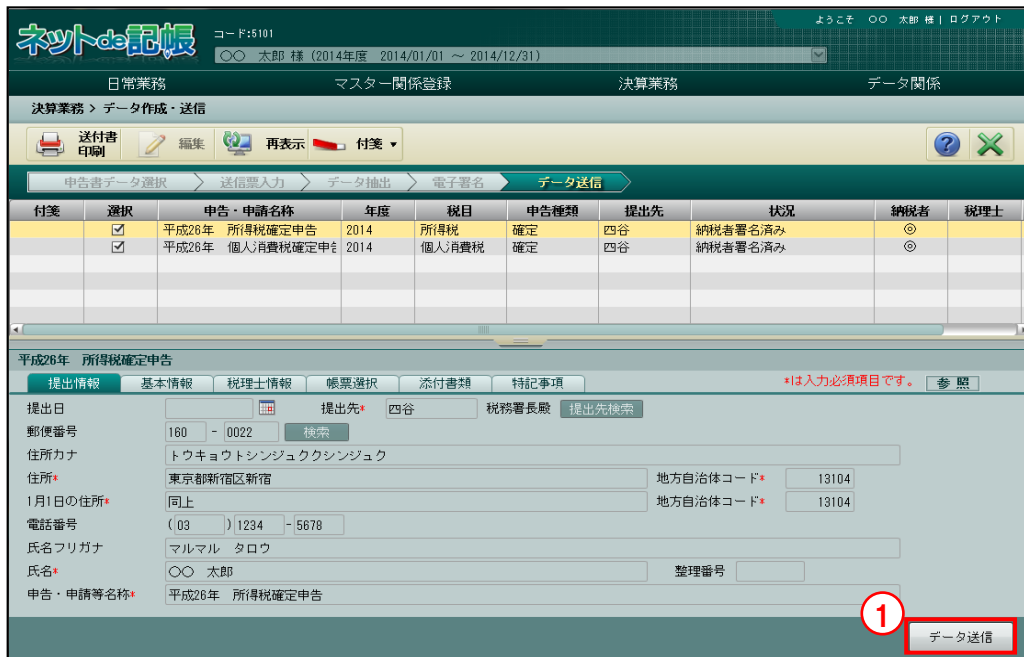 ようこそ ○○ 太郎 様 | ログアウト
ネットde記帳
コード:5101
○○ 太郎 様 (2014年度 2014/01/01 ～ 2014/12/31)
日常業務 マスター関係登録 決算業務 データ関係
決算業務 > データ作成・送信
送付書印刷 編集 再表示 付箋 ▼
申告書データ選択 送信票入力 データ抽出 電子署名 データ送信
付箋 選択 申告・申請名称 年度 税目 申告種類 提出先 状況 納税者 税理士
平成26年 所得税確定申告 2014 所得税 確定 四谷 納税者署名済み ◎
平成26年 個人消費税確定申告 2014 個人消費税 確定 四谷 納税者署名済み ◎
平成26年 所得税確定申告
提出情報 基本情報 税理士情報 帳票選択 添付書類 特記事項 *は入力必須項目です。 参照
提出日 提出先* 四谷 税務署長殿 提出先検索
郵便番号 160 - 0022 検索
住所カナ トウキョウトシンジュククシンジュク
住所* 東京都新宿区新宿 地方自治体コード* 13104
1月1日の住所* 同上 地方自治体コード* 13104
電話番号 (03 )1234 - 5678
氏名フリガナ マルマル タロウ
氏名* ○○ 太郎 整理番号
申告・申請等名称* 平成26年 所得税確定申告
1
データ送信